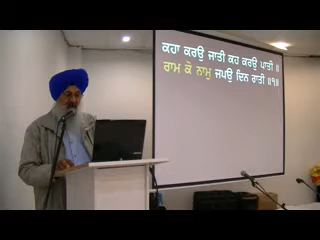 ਕਹਾ ਕਰਉ ਜਾਤੀ ਕਹ ਕਰਉ ਪਾਤੀ ॥
ਰਾਮ ਕੋ ਨਾਮੁ ਜਪਉ ਦਿਨ ਰਾਤੀ ॥੧॥